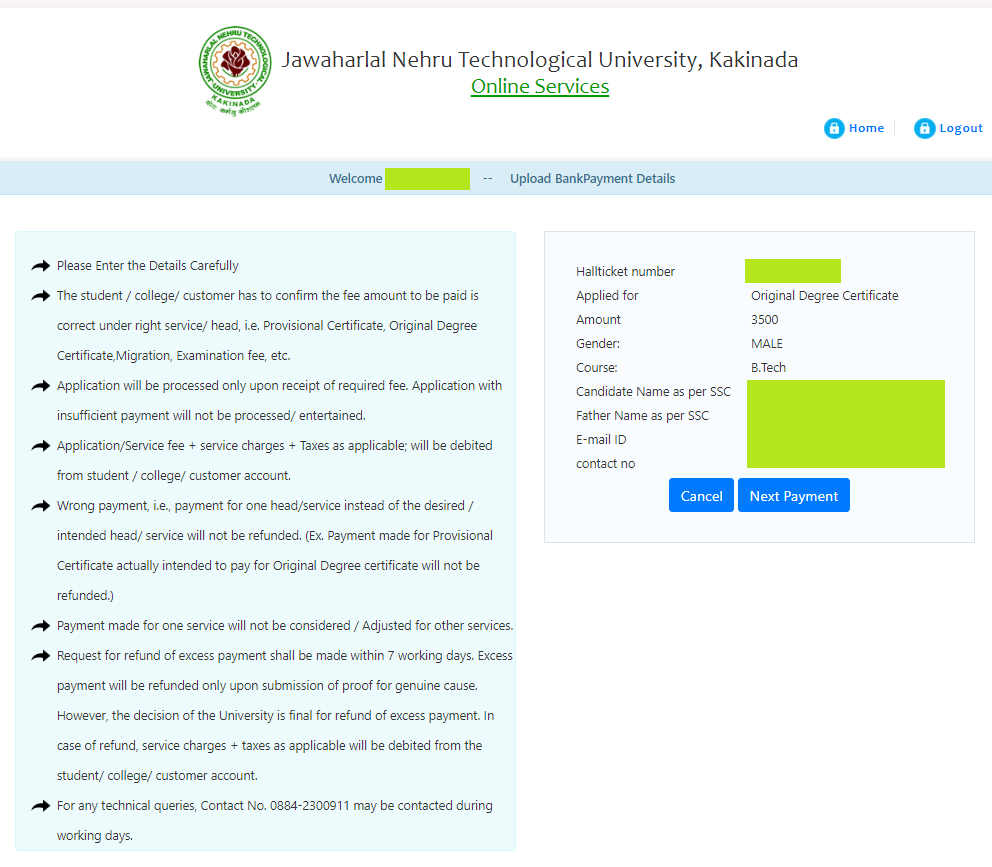 JAWAHARLAL NEHRU TECHNOLOGICAL UNIVERSITY
KAKINADA
Jawaharlal Nehru Technological University, Kakinada
Online Services
Home
Logout
Welcome -- Upload BankPayment Details
Please Enter the Details Carefully
The student / college/ customer has to confirm the fee amount to be paid is
correct under right service/ head, i.e. Provisional Certificate, Original Degree
Certificate,Migration, Examination fee, etc.
Application will be processed only upon receipt of required fee. Application with
insufficient payment will not be processed/ entertained.
Application/Service fee + service charges + Taxes as applicable; will be debited
from student / college/ customer account.
Wrong payment, i.e., payment for one head/service instead of the desired /
intended head/ service will not be refunded. (Ex. Payment made for Provisional
Certificate actually intended to pay for Original Degree certificate will not be
refunded.)
Payment made for one service will not be considered / Adjusted for other services.
Request for refund of excess payment shall be made within 7 working days. Excess
payment will be refunded only upon submission of proof for genuine cause.
However, the decision of the University is final for refund of excess payment. In
case of refund, service charges + taxes as applicable will be debited from the
student/ college/ customer account.
For any technical queries, Contact No. 0884-2300911 may be contacted during
working days.
Hallticket number
Applied for Original Degree Certificate
Amount 3500
Gender: MALE
Course: B.Tech
Candidate Name as per SSC
Father Name as per SSC
E-mail ID
contact no
Cancel Next Payment